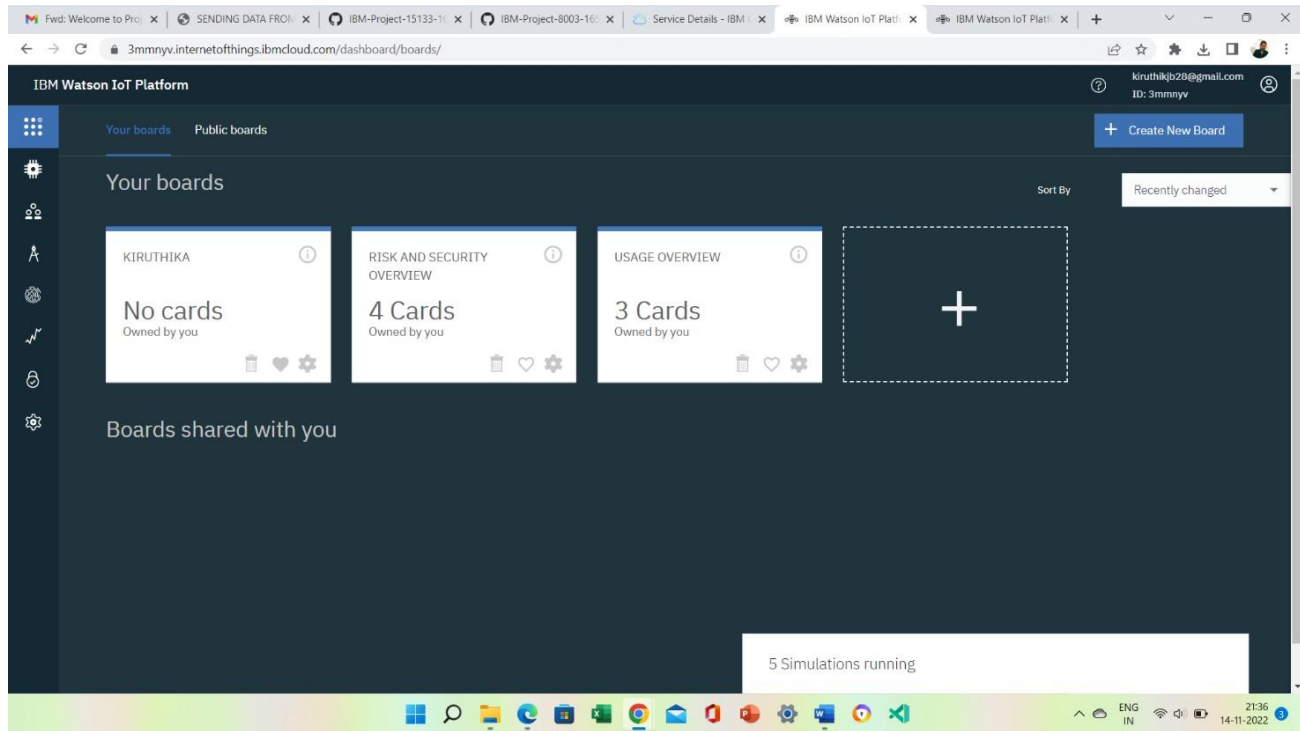 Fwd: Welcome to Proj
SENDING DATA FROM
IBM-Project-15133-16
IBM-Project-8003-165
Service Details - IBM C
IBM Watson IoT Platfo
IBM Watson IoT Platfo
3mmnyv.internetofthings.ibmcloud.com/dashboard/boards/
IBM Watson IoT Platform
kiruthikjb28@gmail.com
ID: 3mmnyv
Your boards Public boards
+ Create New Board
Your boards
Sort By
Recently changed
KIRUTHIKA
No cards
Owned by you
RISK AND SECURITY
OVERVIEW
4 Cards
Owned by you
USAGE OVERVIEW
3 Cards
Owned by you
Boards shared with you
5 Simulations running
ENG
IN
21:36
14-11-2022
3